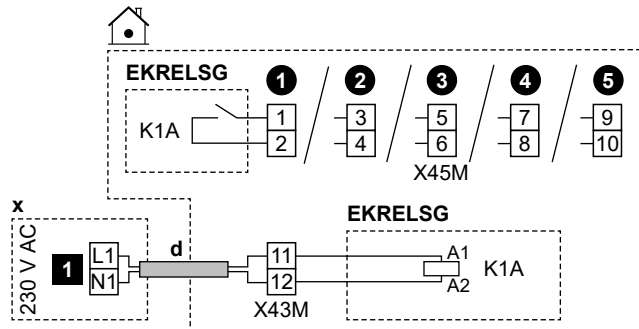 EKRELSG
1 2 3 4 5
K1A
1 3 5 7 9
2 4 6 8 10
X45M
x
EKRELSG
230 V AC
1
L1
N1
d
11
12
X43M
A1
K1A
A2